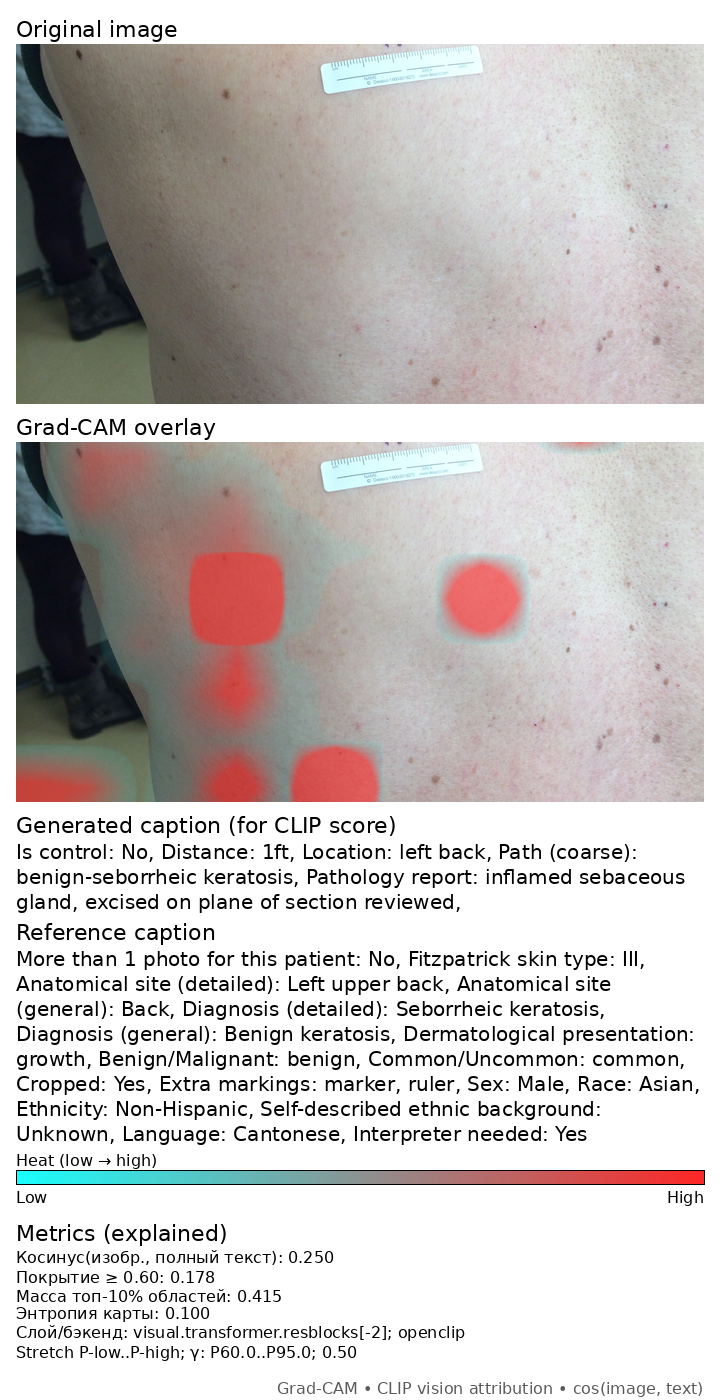 Original image
Grad-CAM overlay
Generated caption (for CLIP score)
Is control: No, Distance: 1ft, Location: left back, Path (coarse):
benign-seborrheic keratosis, Pathology report: inflamed sebaceous
gland, excised on plane of section reviewed,
Reference caption
More than 1 photo for this patient: No, Fitzpatrick skin type: III,
Anatomical site (detailed): Left upper back, Anatomical site
(general): Back, Diagnosis (detailed): Seborrheic keratosis,
Diagnosis (general): Benign keratosis, Dermatological presentation:
growth, Benign/Malignant: benign, Common/Uncommon: common,
Cropped: Yes, Extra markings: marker, ruler, Sex: Male, Race: Asian,
Ethnicity: Non-Hispanic, Self-described ethnic background:
Unknown, Language: Cantonese, Interpreter needed: Yes
Heat (low → high)
Low High
Metrics (explained)
Косинус(изобр., полный текст): 0.250
Покрытие ≥ 0.60: 0.178
Масса топ-10% областей: 0.415
Энтропия карты: 0.100
Слой/бэкенд: visual.transformer.resblocks[-2]; openclip
Stretch P-low..P-high; γ: P60.0..P95.0; 0.50
Grad-CAM • CLIP vision attribution • cos(image, text)